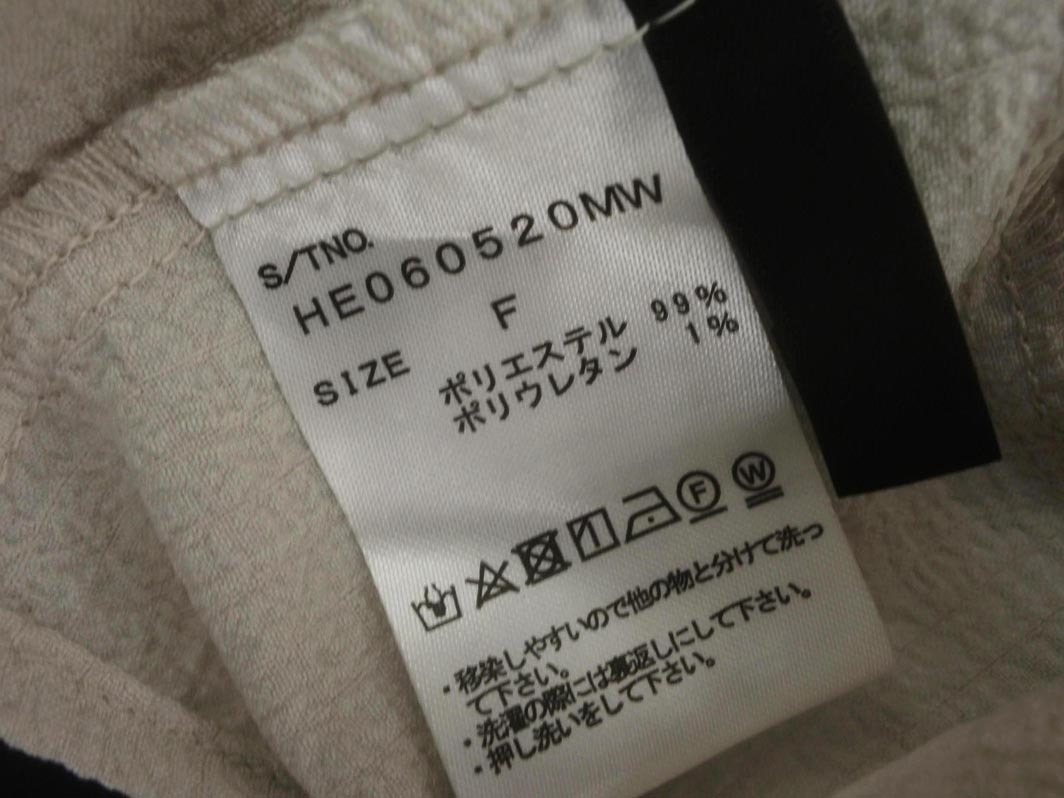 S/TNO.
HE060520MW
SIZE F
ポリエステル 99%
ポリウレタン 1%
F W
・移染しやすいので他の物と分けて洗っ
て下さい。
・洗濯の際には裏返しにして下さい。
・押し洗いをして下さい。